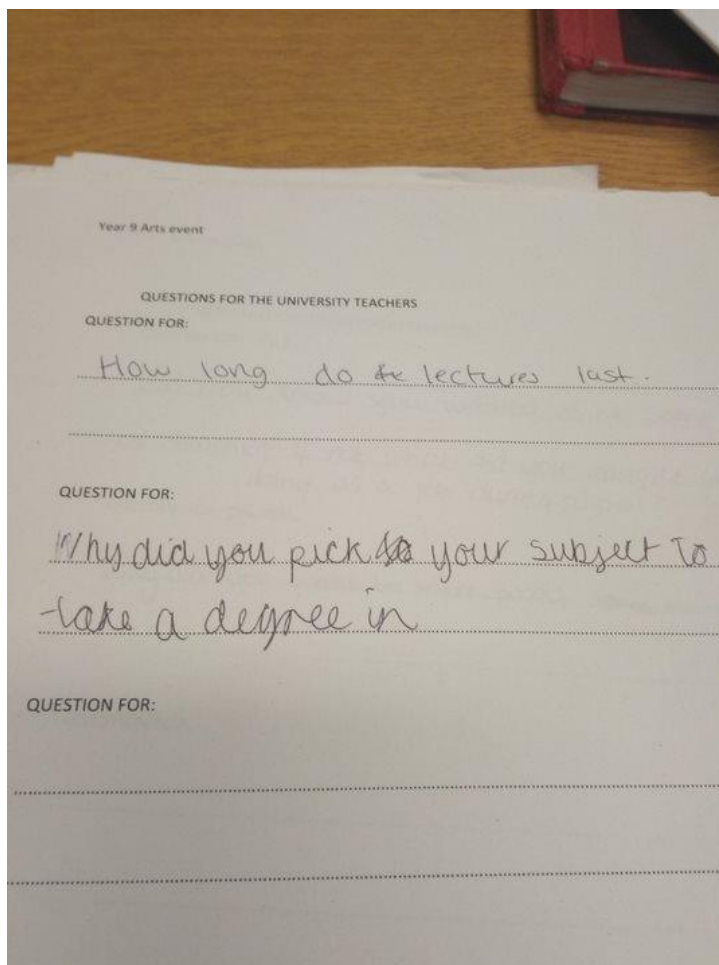 Year 9 Arts event
QUESTIONS FOR THE UNIVERSITY TEACHERS
QUESTION FOR:
How long do lectures last.
QUESTION FOR:
Why did you pick your subject to
take a degree in
QUESTION FOR: